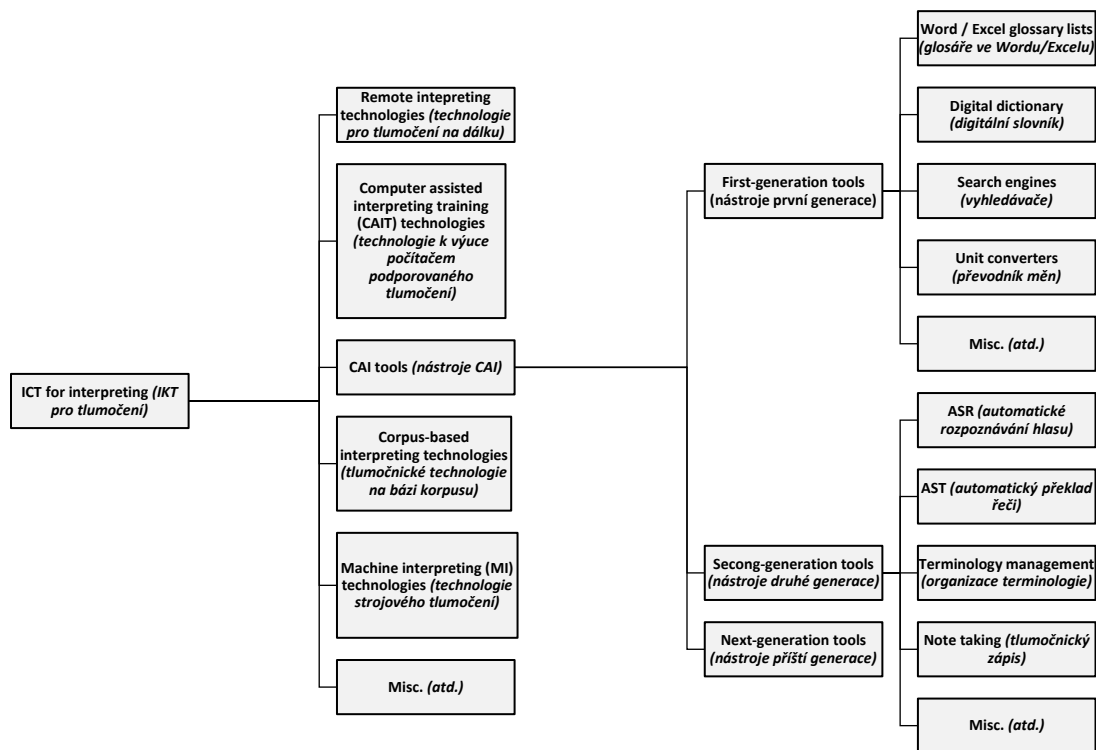 ICT for interpreting (IKT
pro tlumočení)
Remote intepreting
technologies (technologie
pro tlumočení na dálku)
Computer assisted
interpreting training
(CAIT) technologies
(technologie k výuce
počítačem
podporovaného
tlumočení)
CAI tools (nástroje CAI)
Corpus-based
interpreting technologies
(tlumočnické technologie
na bázi korpusu)
Machine interpreting (MI)
technologies (technologie
strojového tlumočení)
Misc. (atd.)
First-generation tools
(nástroje první generace)
Secong-generation tools
(nástroje druhé generace)
Next-generation tools
(nástroje příští generace)
Word / Excel glossary lists
(glosáře ve Wordu/Excelu)
Digital dictionary
(digitální slovník)
Search engines
(vyhledávače)
Unit converters
(převodník měn)
Misc. (atd.)
ASR (automatické
rozpoznávání hlasu)
AST (automatický překlad
řeči)
Terminology management
(organizace terminologie)
Note taking (tlumočnický
zápis)
Misc. (atd.)